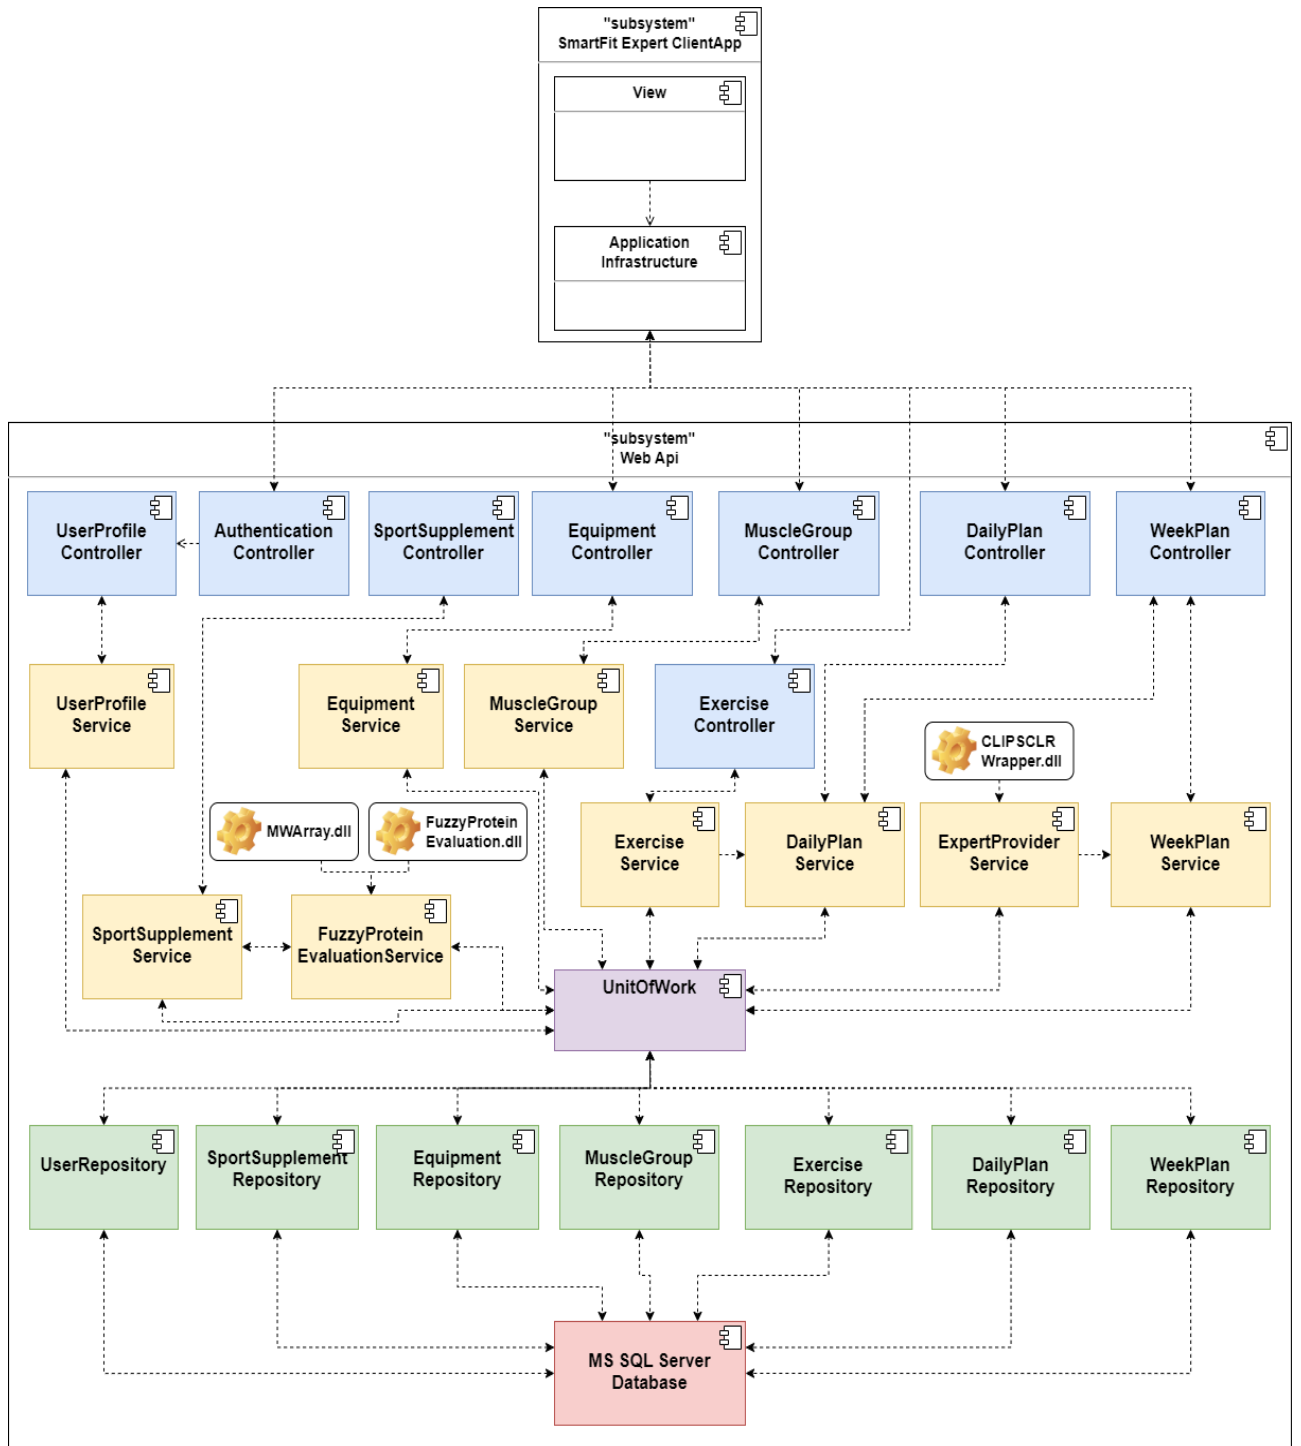 "subsystem"
SmartFit Expert ClientApp
View
Application
Infrastructure
"subsystem"
Web Api
UserProfile
Controller
Authentication
Controller
SportSupplement
Controller
Equipment
Controller
MuscleGroup
Controller
DailyPlan
Controller
WeekPlan
Controller
UserProfile
Service
Equipment
Service
MuscleGroup
Service
Exercise
Controller
CLIPSCLR
Wrapper.dll
MWArray.dll
FuzzyProtein
Evaluation.dll
Exercise
Service
DailyPlan
Service
ExpertProvider
Service
WeekPlan
Service
SportSupplement
Service
FuzzyProtein
EvaluationService
UnitOfWork
UserRepository
SportSupplement
Repository
Equipment
Repository
MuscleGroup
Repository
Exercise
Repository
DailyPlan
Repository
WeekPlan
Repository
MS SQL Server
Database